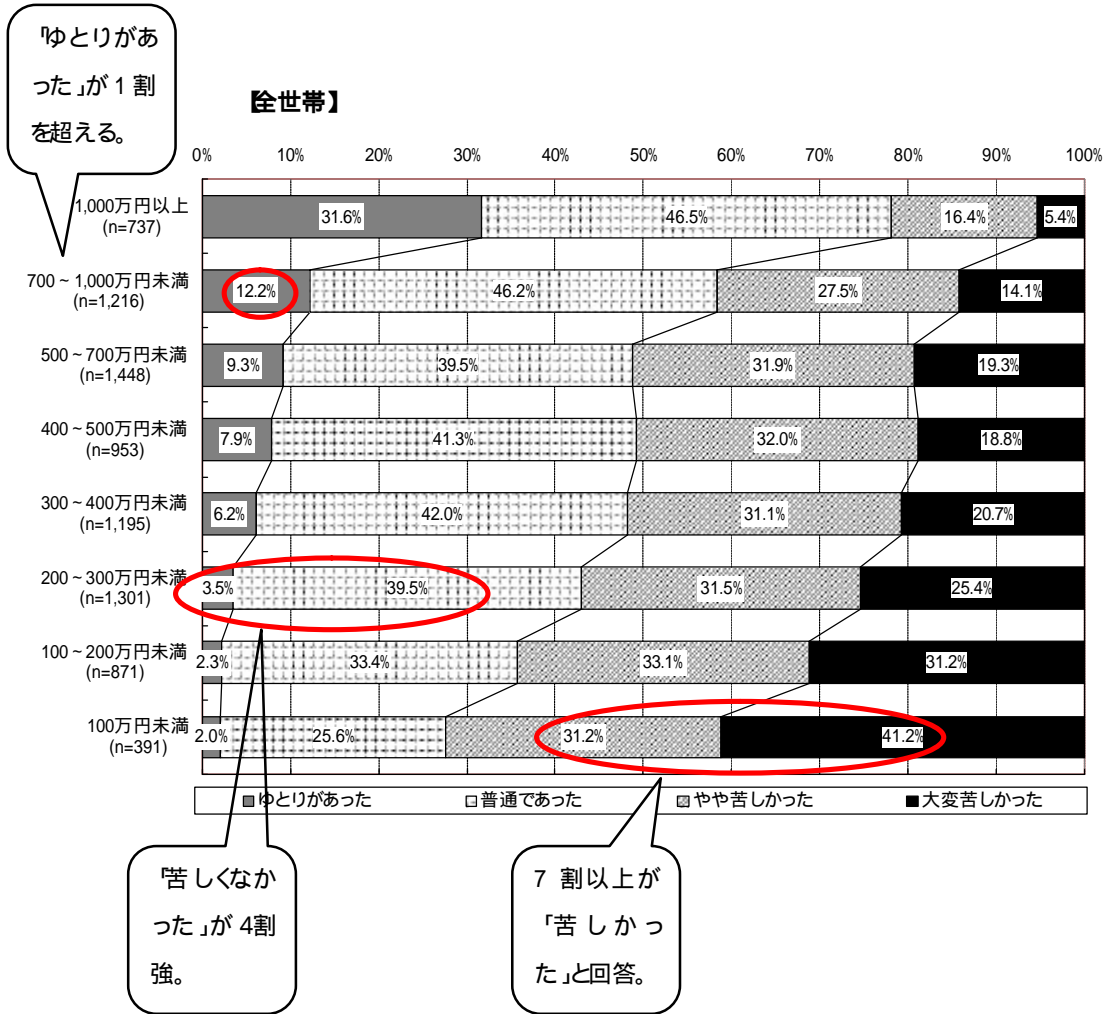 「ゆとりがあ
った」が 1 割
を超える。
【全世帯】
0% 10% 20% 30% 40% 50% 60% 70% 80% 90% 100%
1,000万円以上
(n=737)
31.6% 46.5% 16.4% 5.4%
700~1,000万円未満
(n=1,216)
12.2% 46.2% 27.5% 14.1%
500~700万円未満
(n=1,448)
9.3% 39.5% 31.9% 19.3%
400~500万円未満
(n=953)
7.9% 41.3% 32.0% 18.8%
300~400万円未満
(n=1,195)
6.2% 42.0% 31.1% 20.7%
200~300万円未満
(n=1,301)
3.5% 39.5% 31.5% 25.4%
100~200万円未満
(n=871)
2.3% 33.4% 33.1% 31.2%
100万円未満
(n=391)
2.0% 25.6% 31.2% 41.2%
ゆとりがあった 普通であった やや苦しかった 大変苦しかった
「苦しくなか
った」が 4割
強。
7 割以上が
「苦しかっ
た」と回答。